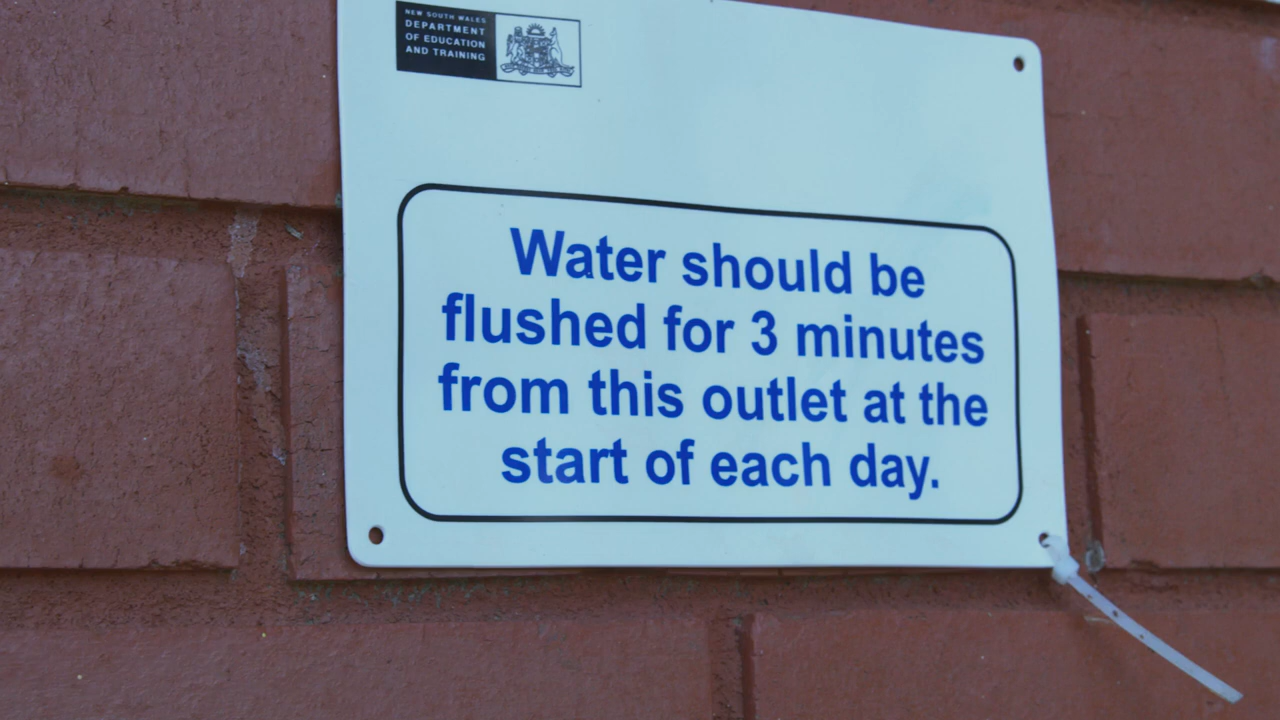 NEW SOUTH WALES
DEPARTMENT
OF EDUCATION
AND TRAINING
Water should be
flushed for 3 minutes
from this outlet at the
start of each day.